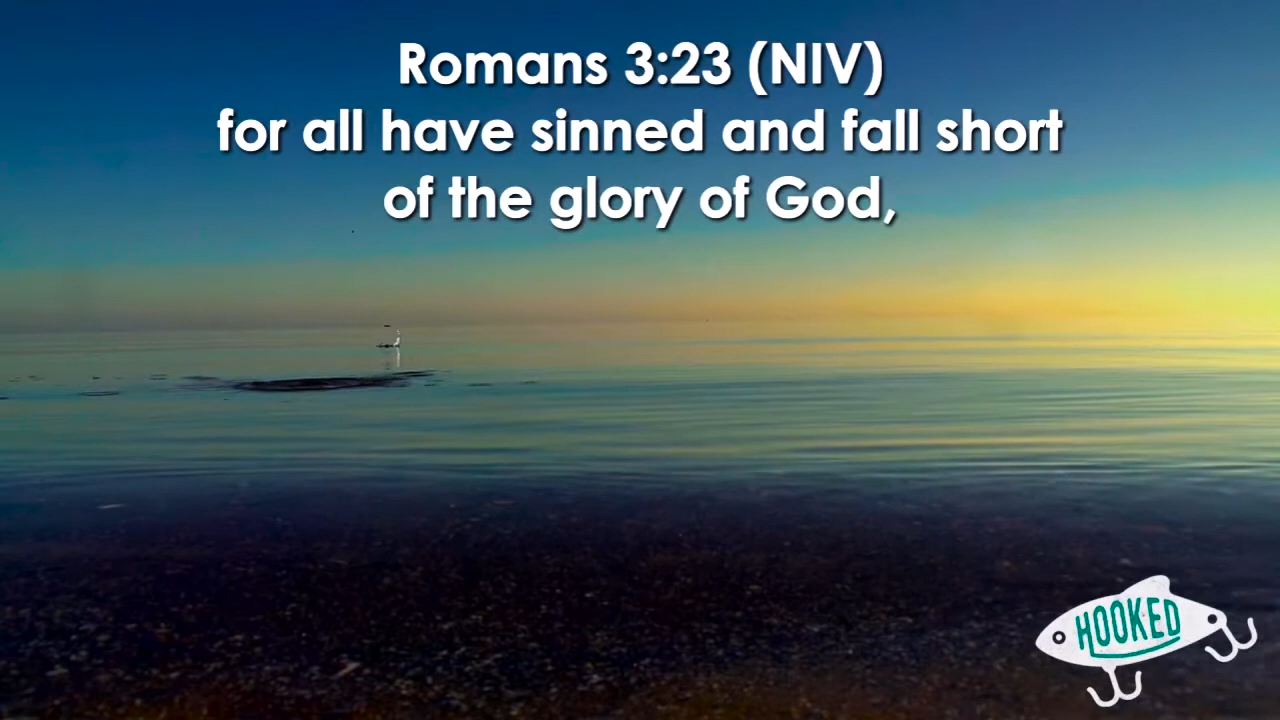 Romans 3:23 (NIV)
for all have sinned and fall short
of the glory of God,
HOOKED